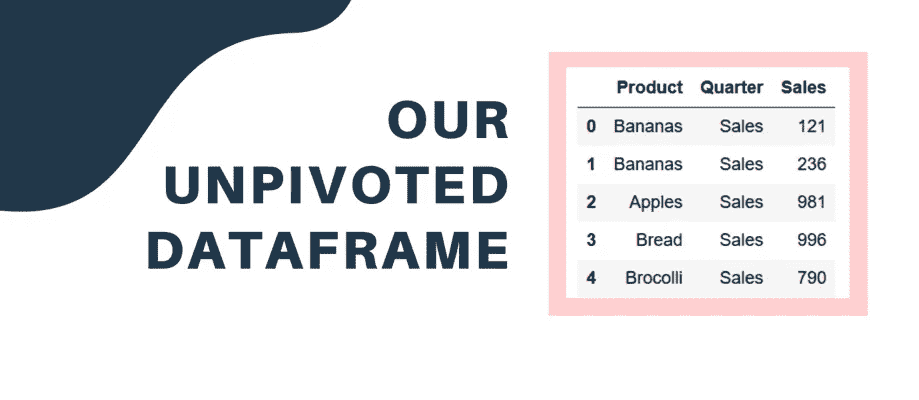 OUR
UNPIVOTED
DATAFRAME
Product Quarter Sales
0 Bananas Sales 121
1 Bananas Sales 236
2 Apples Sales 981
3 Bread Sales 996
4 Brocolli Sales 790